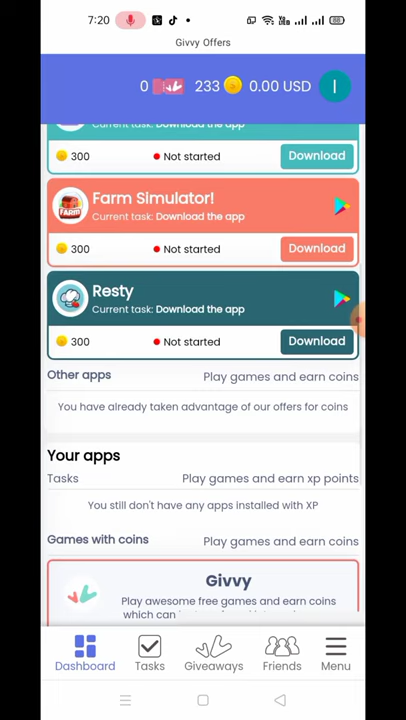 7:20
Givvy Offers
0 233 0.00 USD I
Current task: Download the app
300 Not started Download
Farm Simulator!
Current task: Download the app
FARM
300 Not started Download
Resty
Current task: Download the app
300 Not started Download
Other apps Play games and earn coins
You have already taken advantage of our offers for coins
Your apps
Tasks Play games and earn xp points
You still don't have any apps installed with XP
Games with coins Play games and earn coins
Givvy
Play awesome free games and earn coins
Dashboard Tasks Giveaways Friends Menu